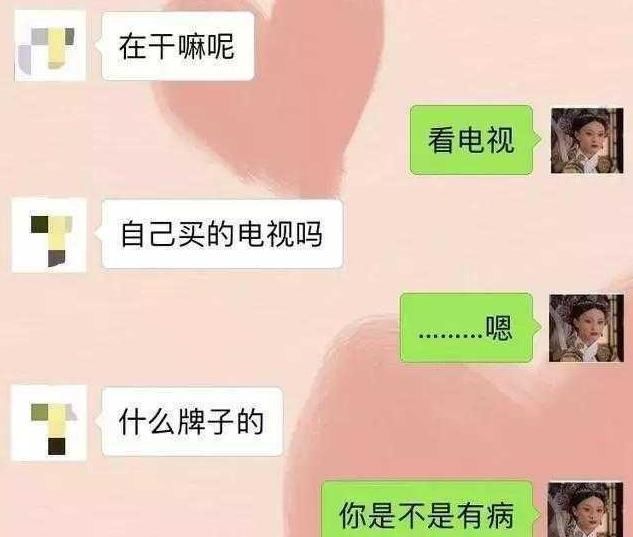 在干嘛呢
看电视
自己买的电视吗
.........嗯
什么牌子的
你是不是有病